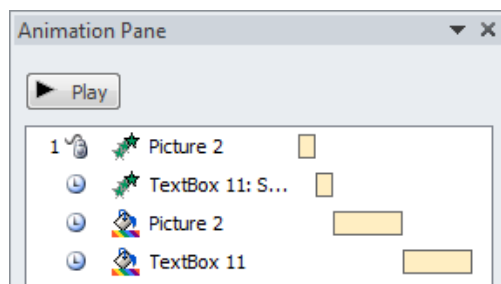 Animation Pane
Play
1 Picture 2
TextBox 11: S...
Picture 2
TextBox 11